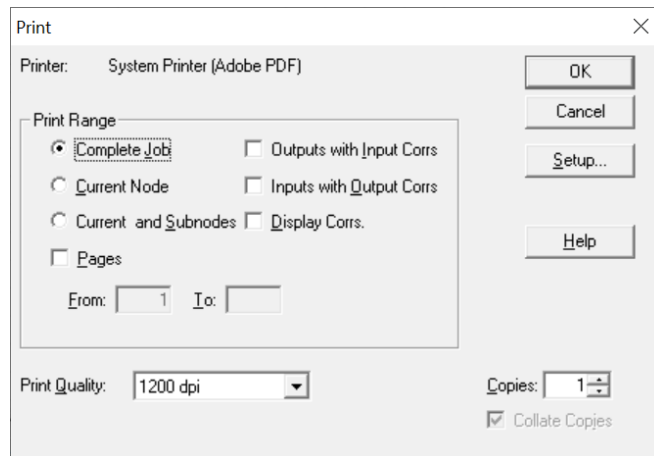 Print
Printer: System Printer (Adobe PDF)
OK
Cancel
Setup...
Help
Print Range
Complete Job Outputs with Input Corrs
Current Node Inputs with Output Corrs
Current and Subnodes Display Corrs.
Pages
From: 1 To:
Print Quality: 1200 dpi
Copies: 1
Collate Copies